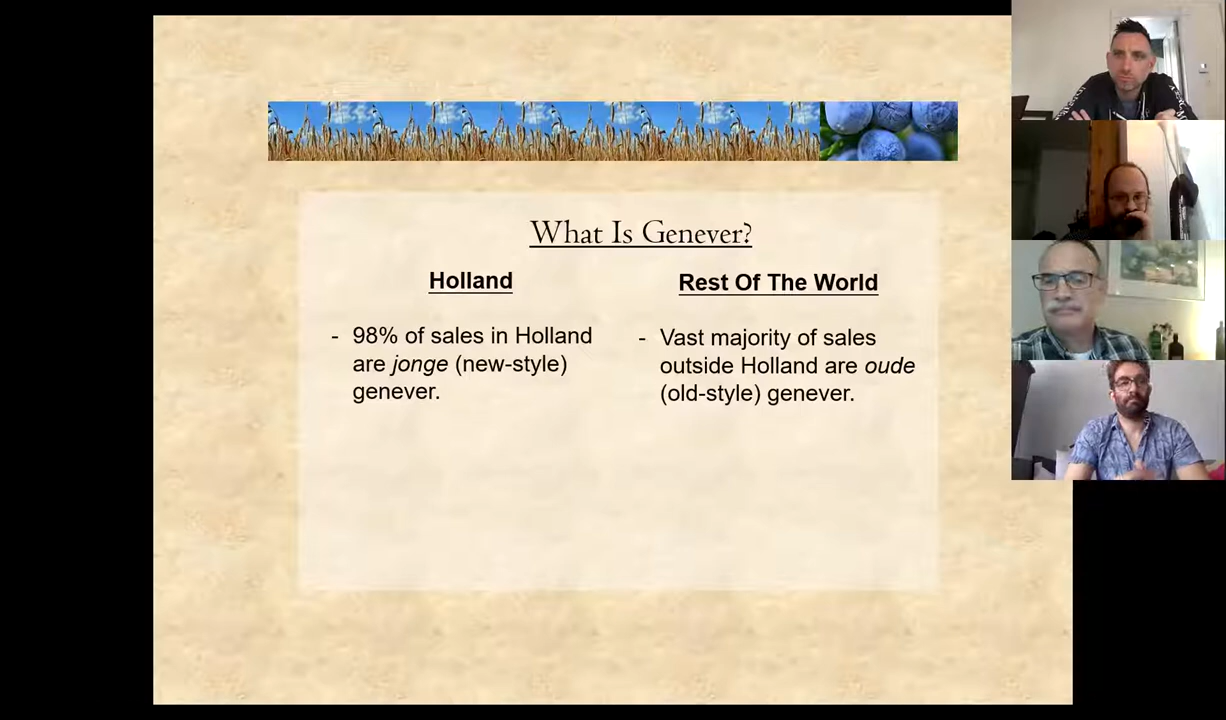 What Is Genever?
Holland
- 98% of sales in Holland
are jonge (new-style)
genever.
Rest Of The World
- Vast majority of sales
outside Holland are oude
(old-style) genever.